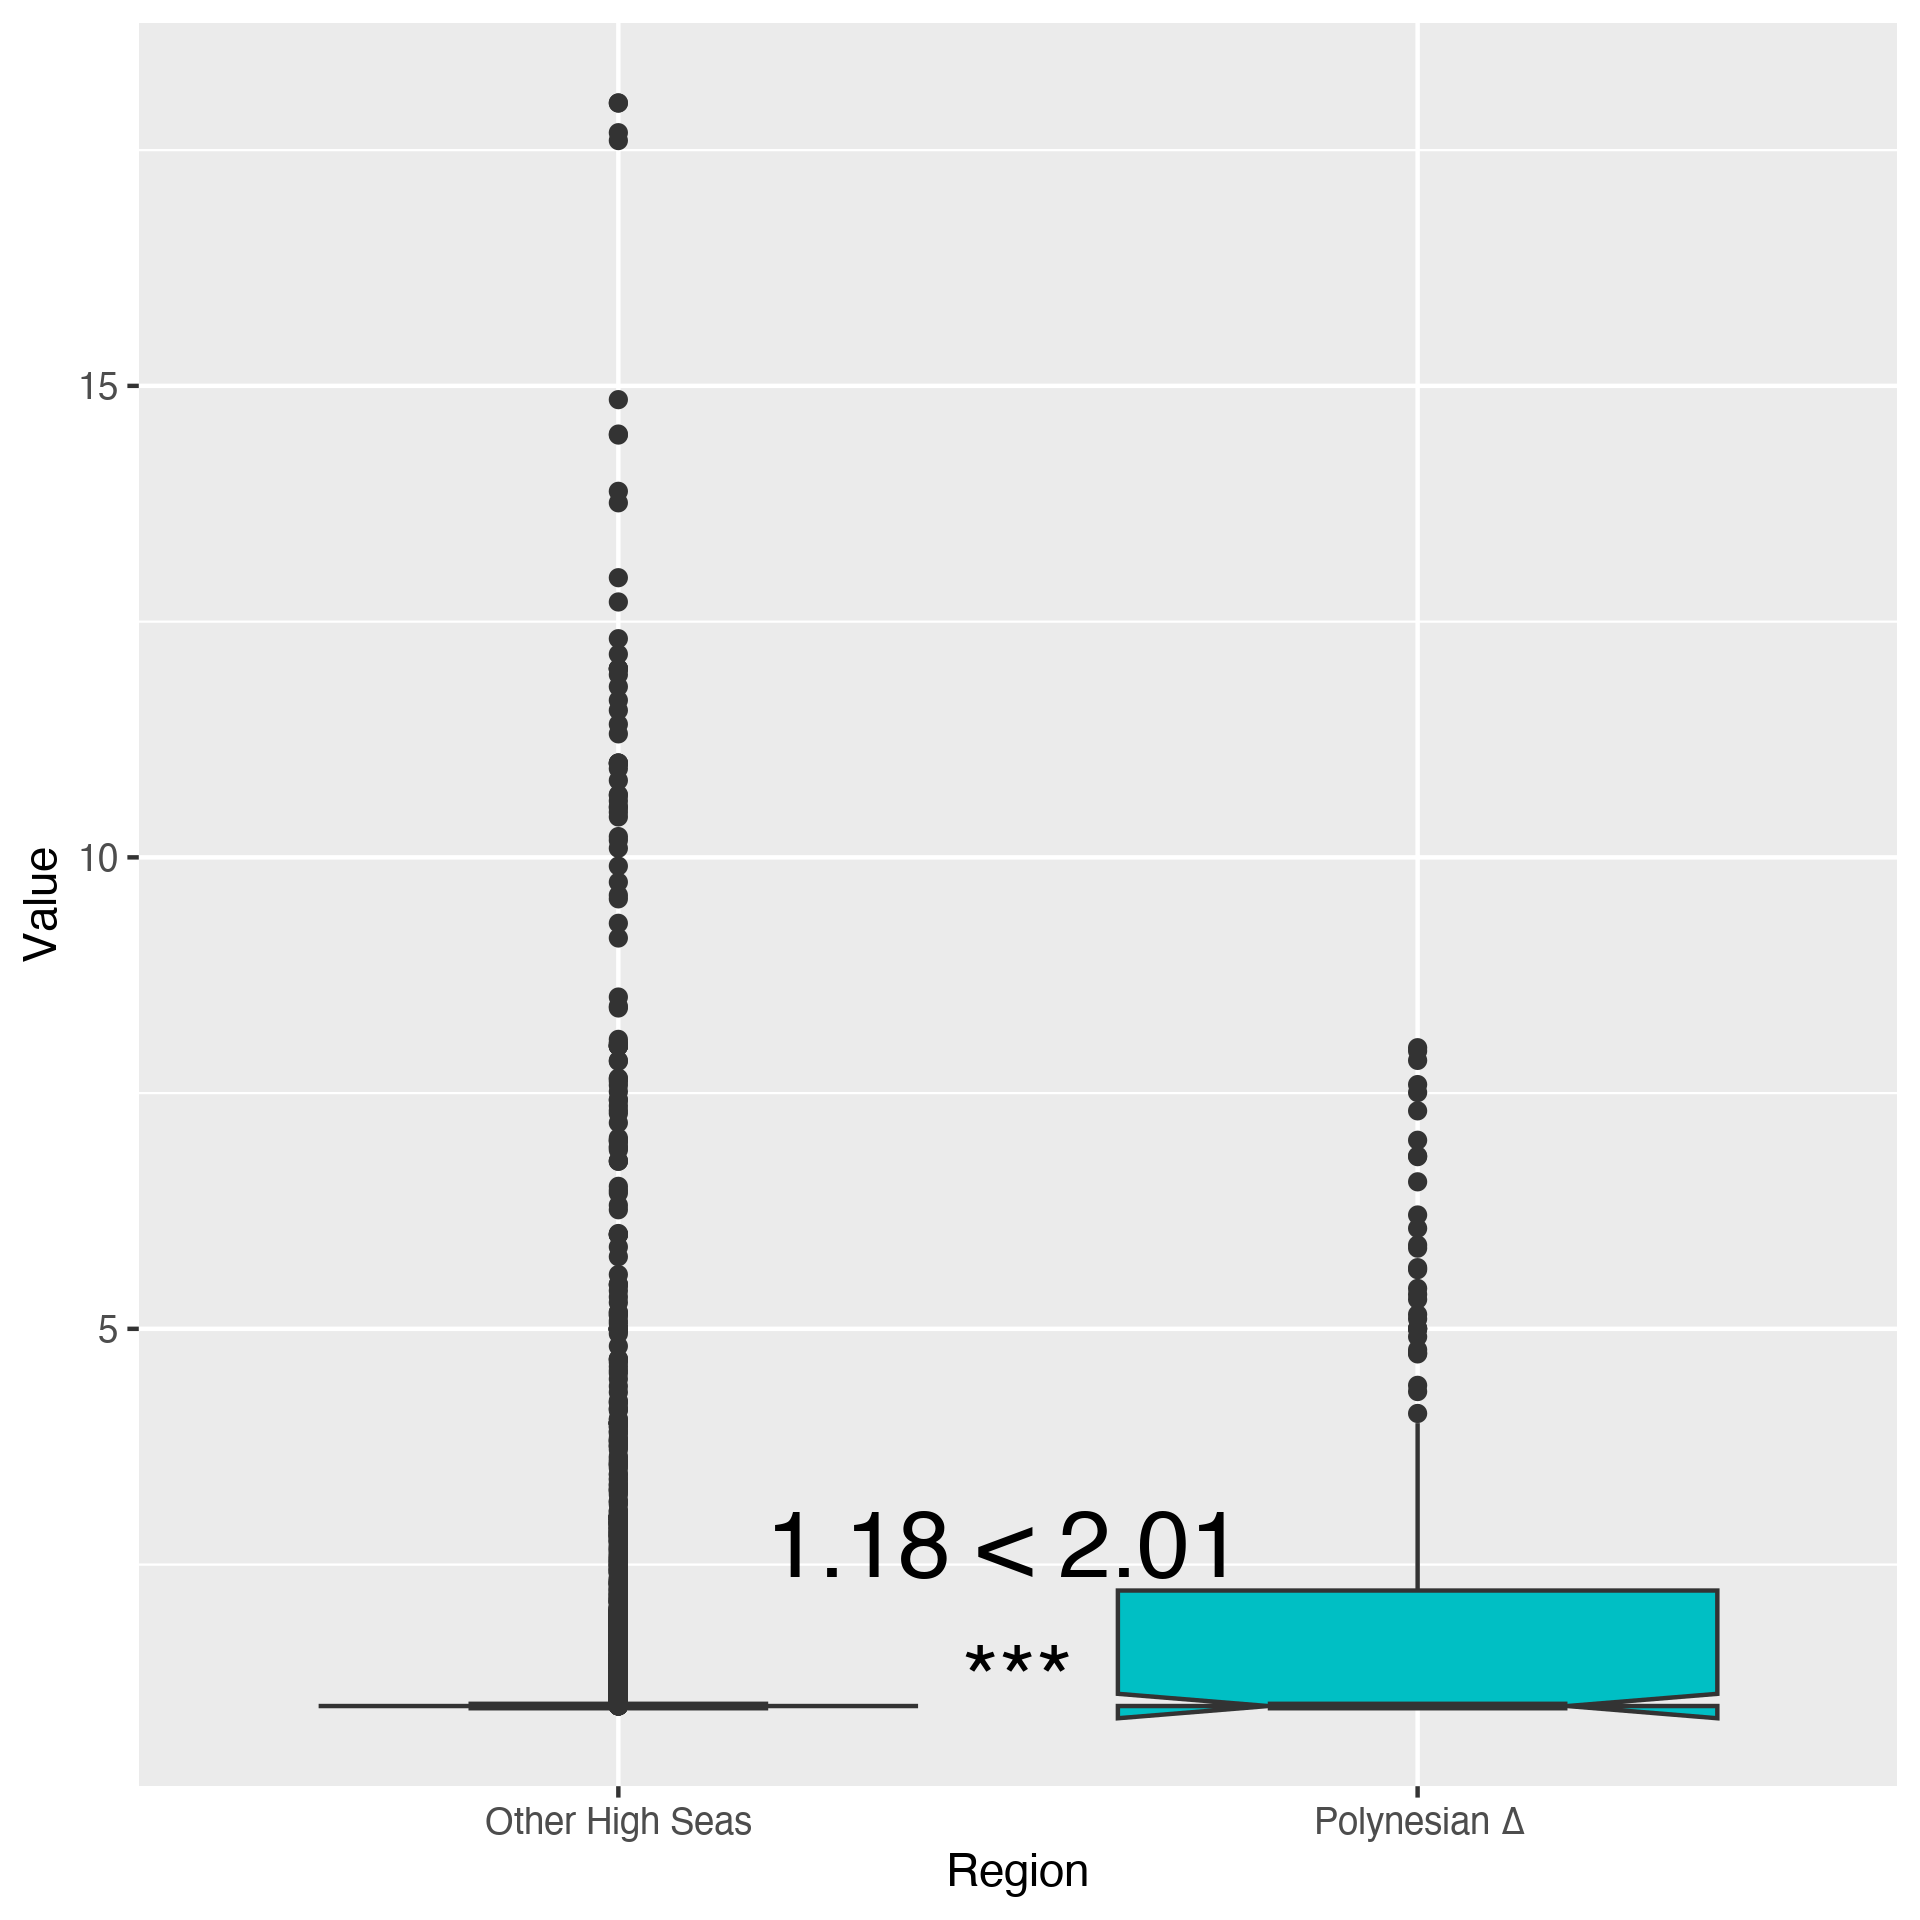 15
10
5
Value
1.18 < 2.01
***
Other High Seas
Polynesian Δ
Region